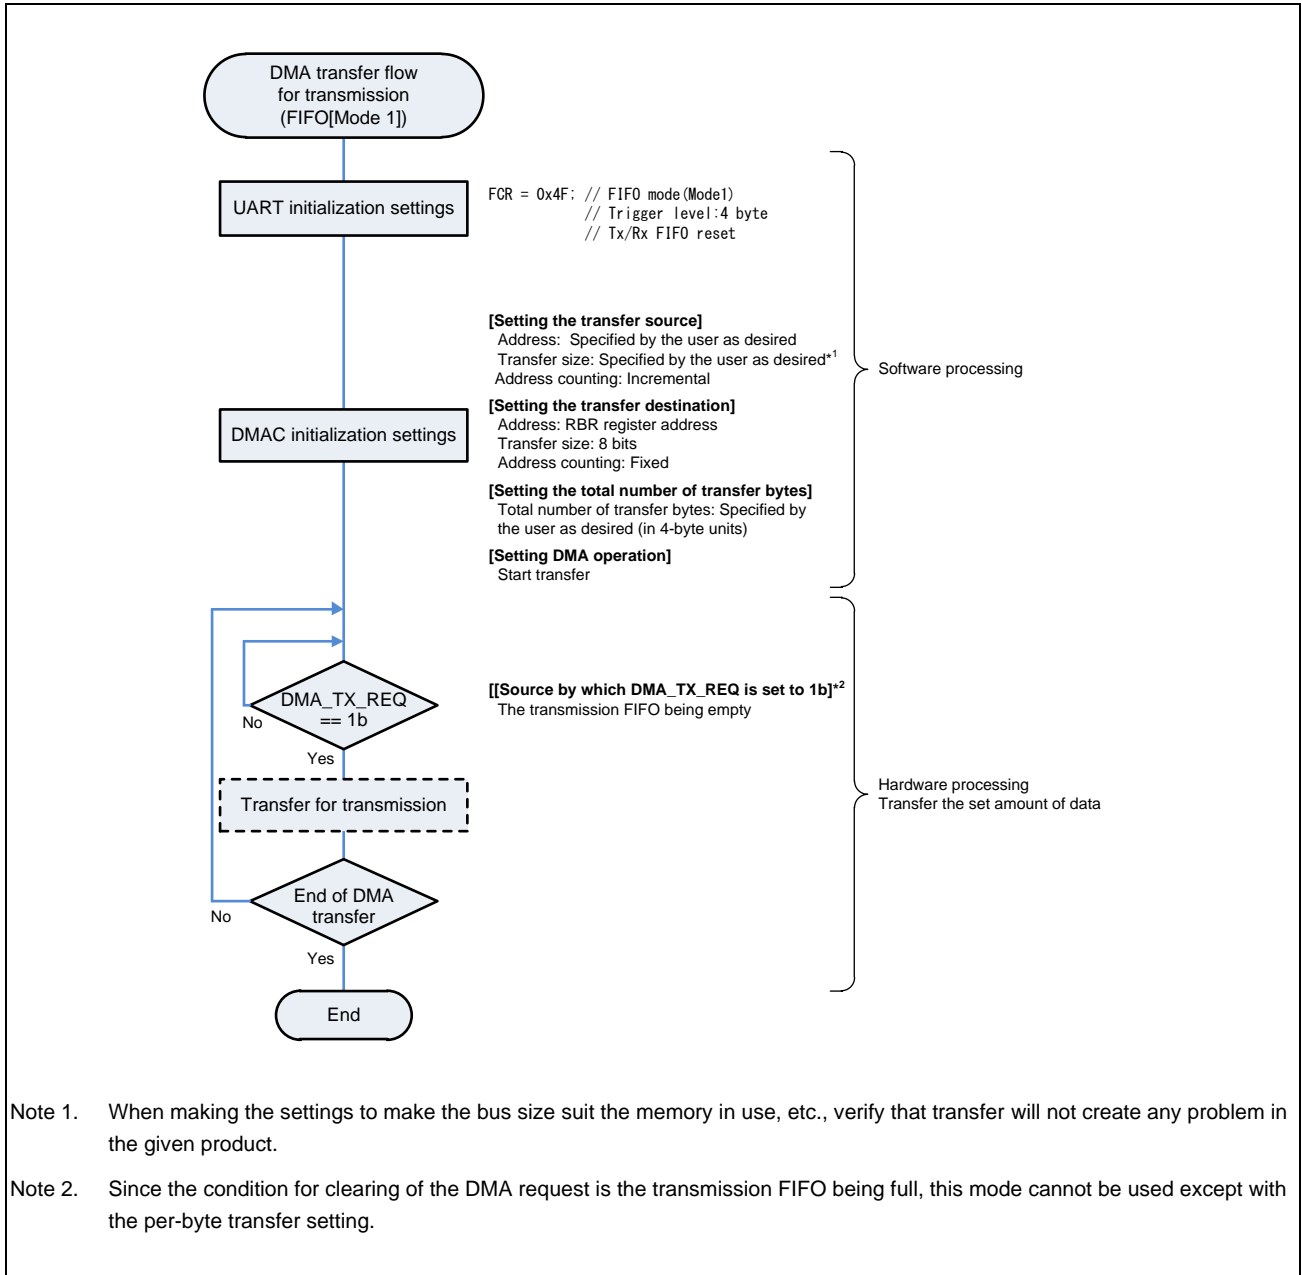 DMA transfer flow
for transmission
(FIFO[Mode 1])
UART initialization settings
FCR = 0x4F; // FIFO mode(Mode1)
// Trigger level:4 byte
// Tx/Rx FIFO reset
[Setting the transfer source]
Address:  Specified by the user as desired
Transfer size: Specified by the user as desired*1
Address counting: Incremental
Software processing
[Setting the transfer destination]
Address: RBR register address
Transfer size: 8 bits
Address counting: Fixed
DMAC initialization settings
[Setting the total number of transfer bytes]
Total number of transfer bytes: Specified by
the user as desired (in 4-byte units)
[Setting DMA operation]
Start transfer
DMA_TX_REQ
== 1b
No
Yes
[[Source by which DMA_TX_REQ is set to 1b]*2
The transmission FIFO being empty
Transfer for transmission
Hardware processing
Transfer the set amount of data
End of DMA
transfer
No
Yes
End
Note 1. When making the settings to make the bus size suit the memory in use, etc., verify that transfer will not create any problem in
the given product.
Note 2. Since the condition for clearing of the DMA request is the transmission FIFO being full, this mode cannot be used except with
the per-byte transfer setting.